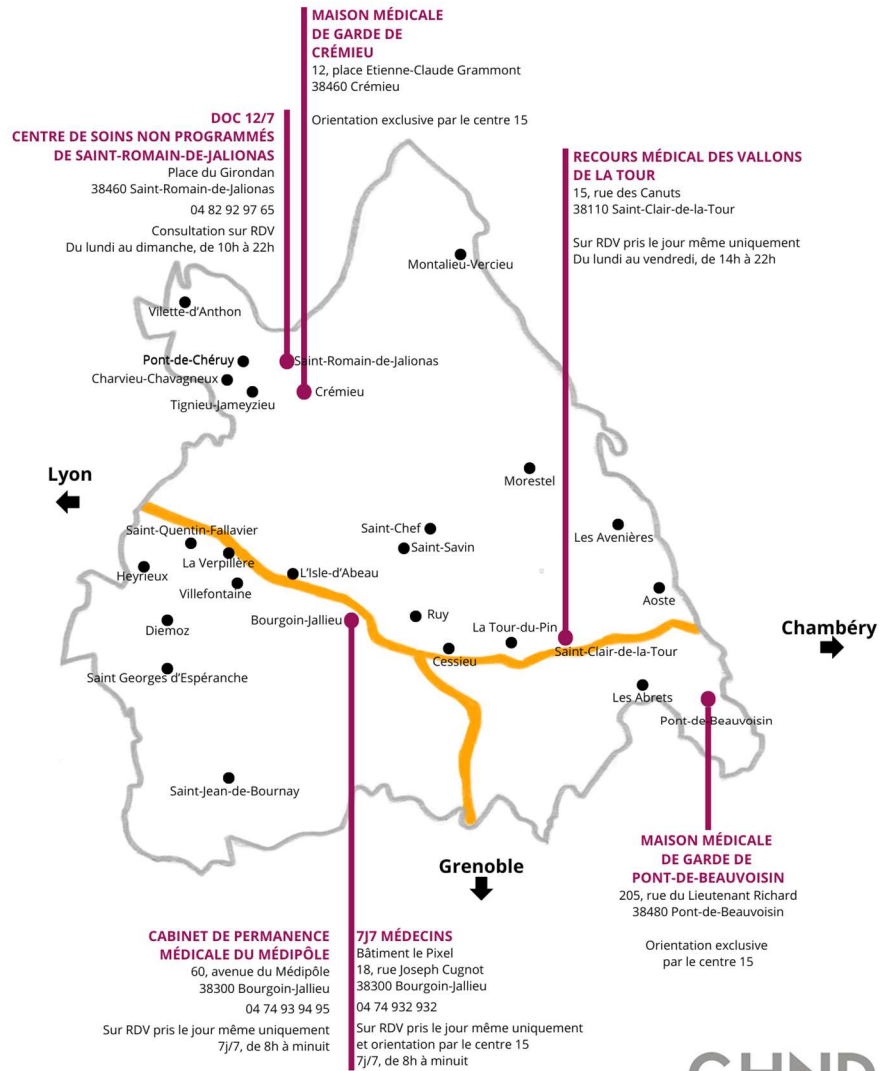 MAISON MÉDICALE
DE GARDE DE
CRÉMIEU
12, place Etienne-Claude Grammont
38460 Crémieu
Orientation exclusive par le centre 15
DOC 12/7
CENTRE DE SOINS NON PROGRAMMÉS
DE SAINT-ROMAIN-DE-JALIONAS
Place du Girondan
38460 Saint-Romain-de-Jalionas
04 82 92 97 65
Consultation sur RDV
Du lundi au dimanche, de 10h à 22h
RECOURS MÉDICAL DES VALLONS
DE LA TOUR
15, rue des Canuts
38110 Saint-Clair-de-la-Tour
Sur RDV pris le jour même uniquement
Du lundi au vendredi, de 14h à 22h
Montalieu-Vercieu
Vilette-d'Anthon
Pont-de-Chéruy
Saint-Romain-de-Jalionas
Charvieu-Chavagneux
Crémieu
Tignieu-Jameyzieu
Lyon
Morestel
Saint-Quentin-Fallavier
Saint-Chef
Les Avenières
Saint-Savin
La Verpillère
Heyrieux
L'Isle-d'Abeau
Villefontaine
Aoste
Bourgoin-Jallieu
Ruy
La Tour-du-Pin
Chambéry
Diemoz
Saint-Clair-de-la-Tour
Cessieu
Saint Georges d'Espéranche
Les Abrets
Pont-de-Beauvoisin
Saint-Jean-de-Bournay
Grenoble
MAISON MÉDICALE
DE GARDE DE
PONT-DE-BEAUVOISIN
205, rue du Lieutenant Richard
38480 Pont-de-Beauvoisin
Orientation exclusive
par le centre 15
CABINET DE PERMANENCE
MÉDICALE DU MÉDIPÔLE
60, avenue du Médipôle
38300 Bourgoin-Jallieu
04 74 93 94 95
Sur RDV pris le jour même uniquement
7j/7, de 8h à minuit
7J7 MÉDECINS
Bâtiment le Pixel
18, rue Joseph Cugnot
38300 Bourgoin-Jallieu
04 74 932 932
Sur RDV pris le jour même uniquement
et orientation par le centre 15
7j/7, de 8h à minuit